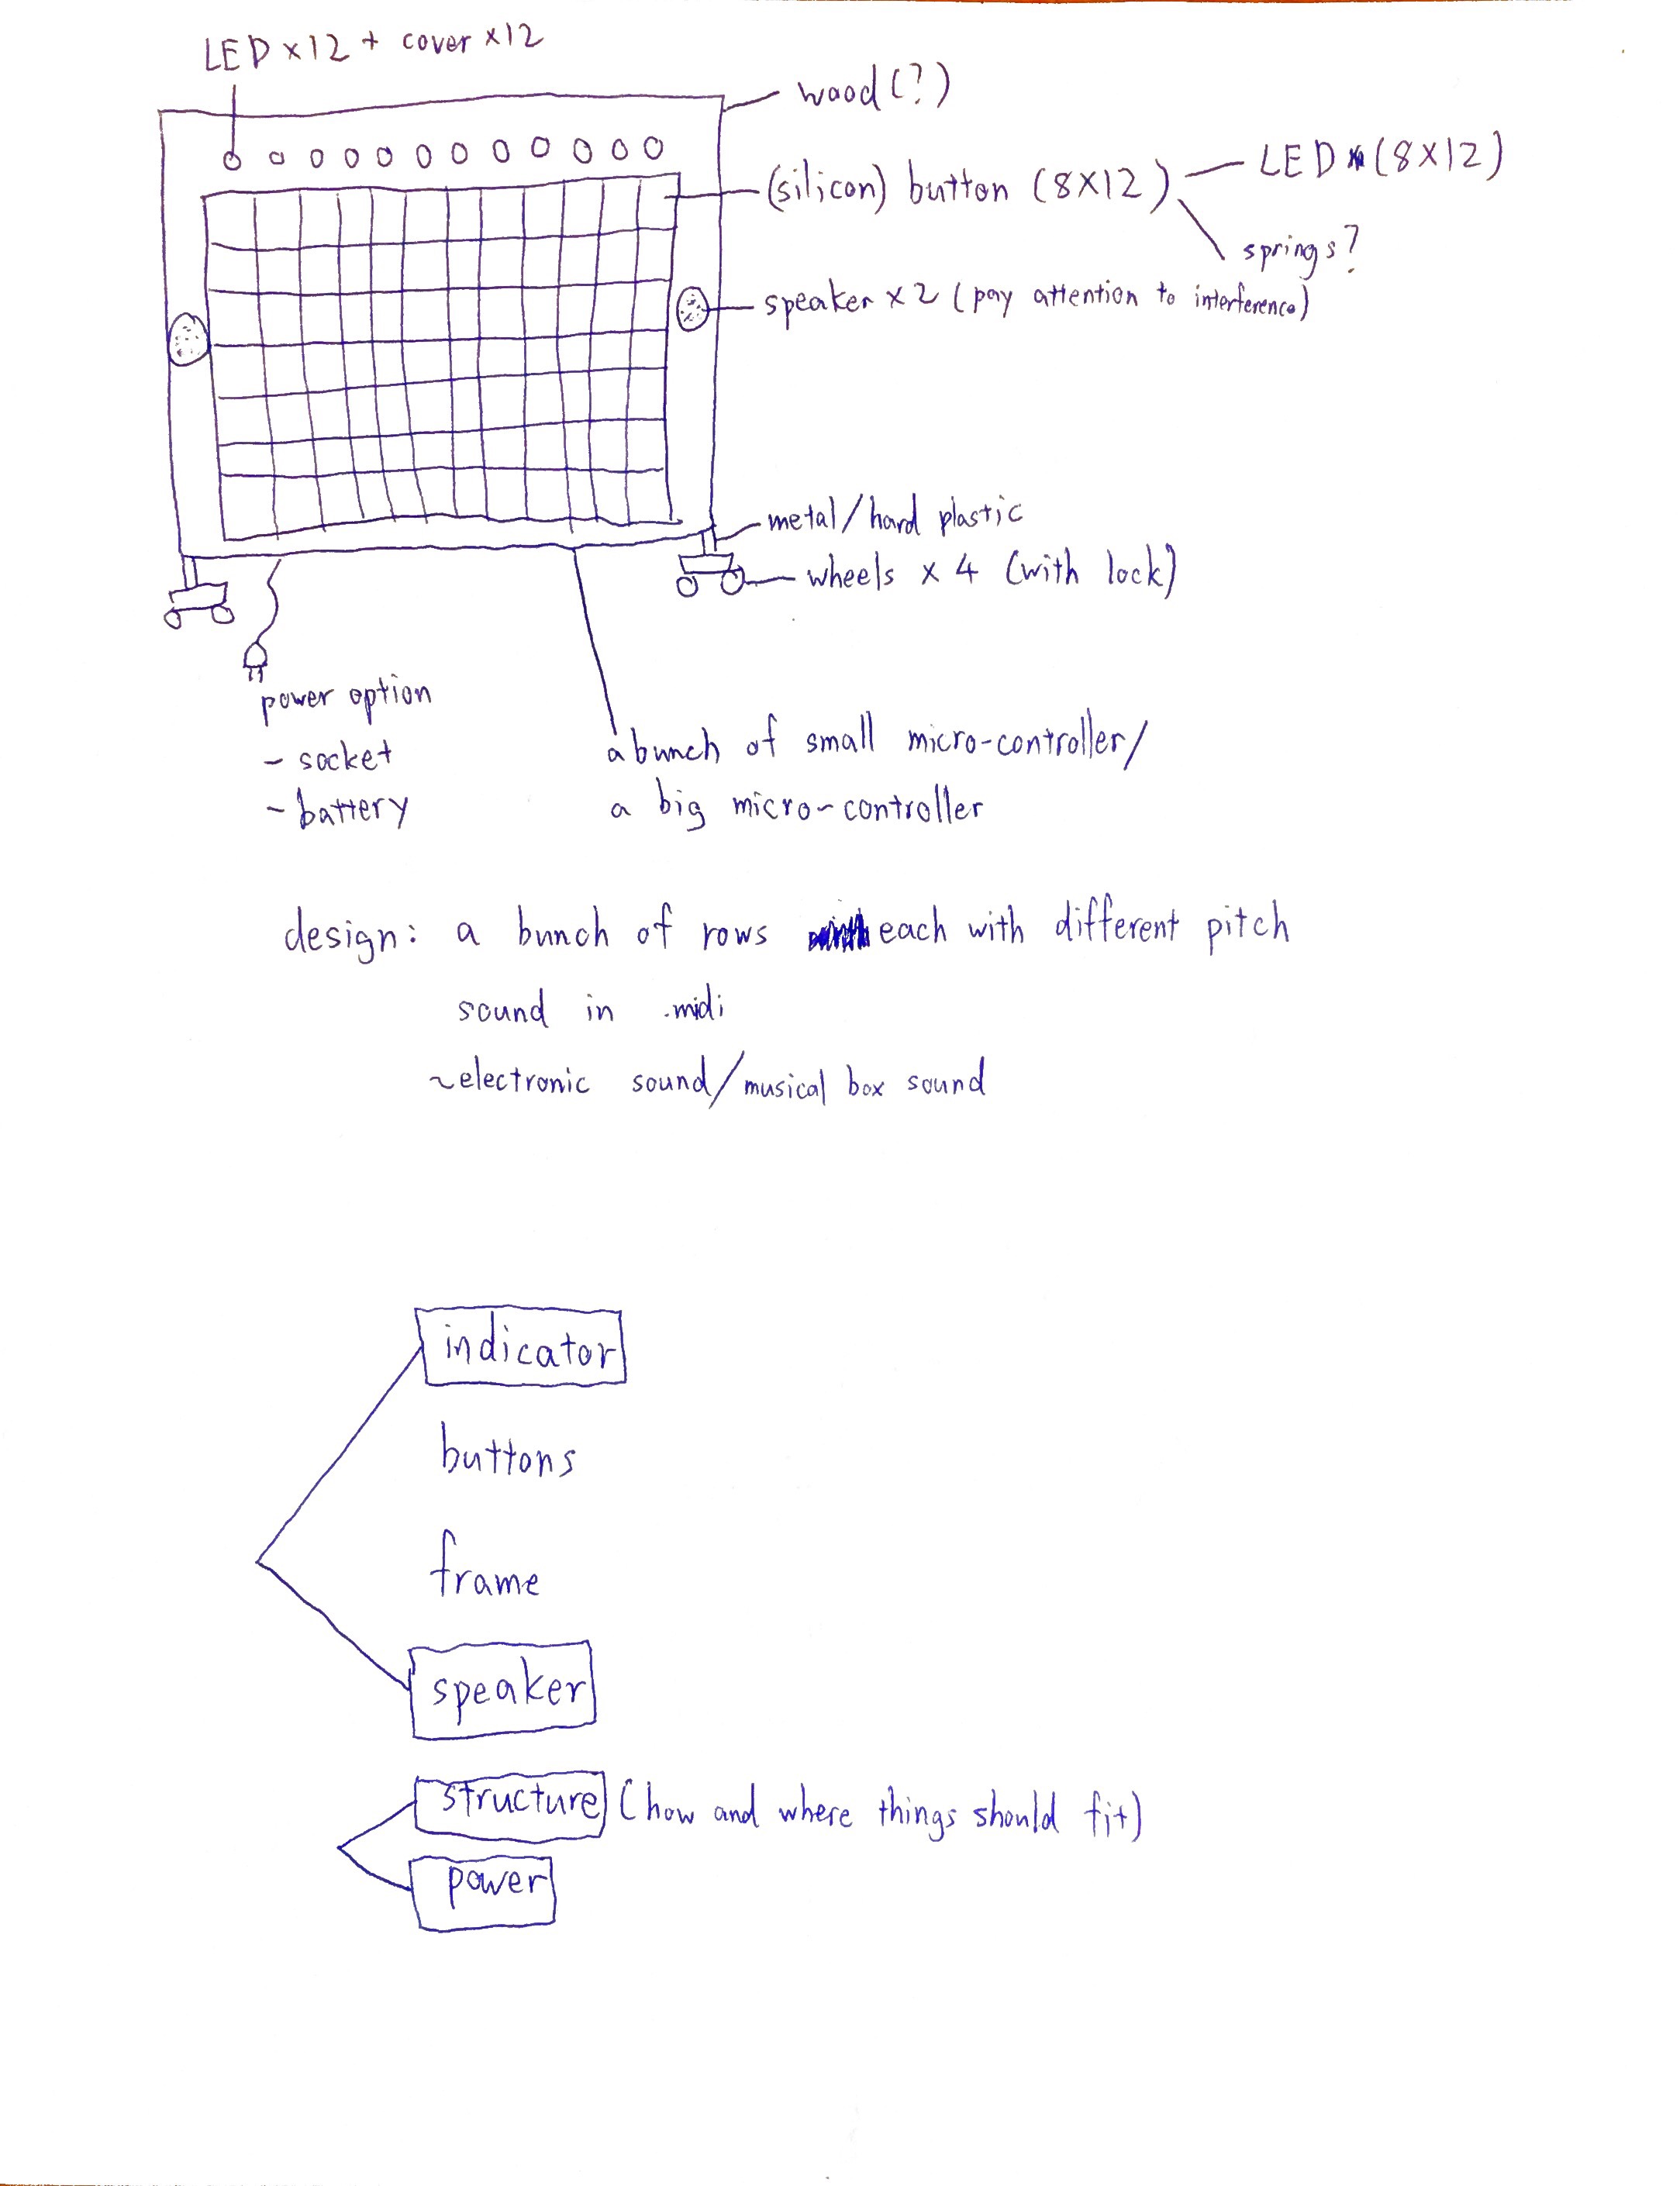 LED x12 + cover x12
wood(?)
(silicon) button (8X12)
LED (8X12)
springs?
speaker x 2 (pay attention to interference)
metal/hard plastic
wheels x 4 (with lock)
power option
- socket
- battery
a bunch of small micro-controller/
a big micro-controller
design: a bunch of rows each with different pitch
sound in .midi
~electronic sound/musical box sound
indicator
buttons
frame
speaker
structure (how and where things should fit)
power